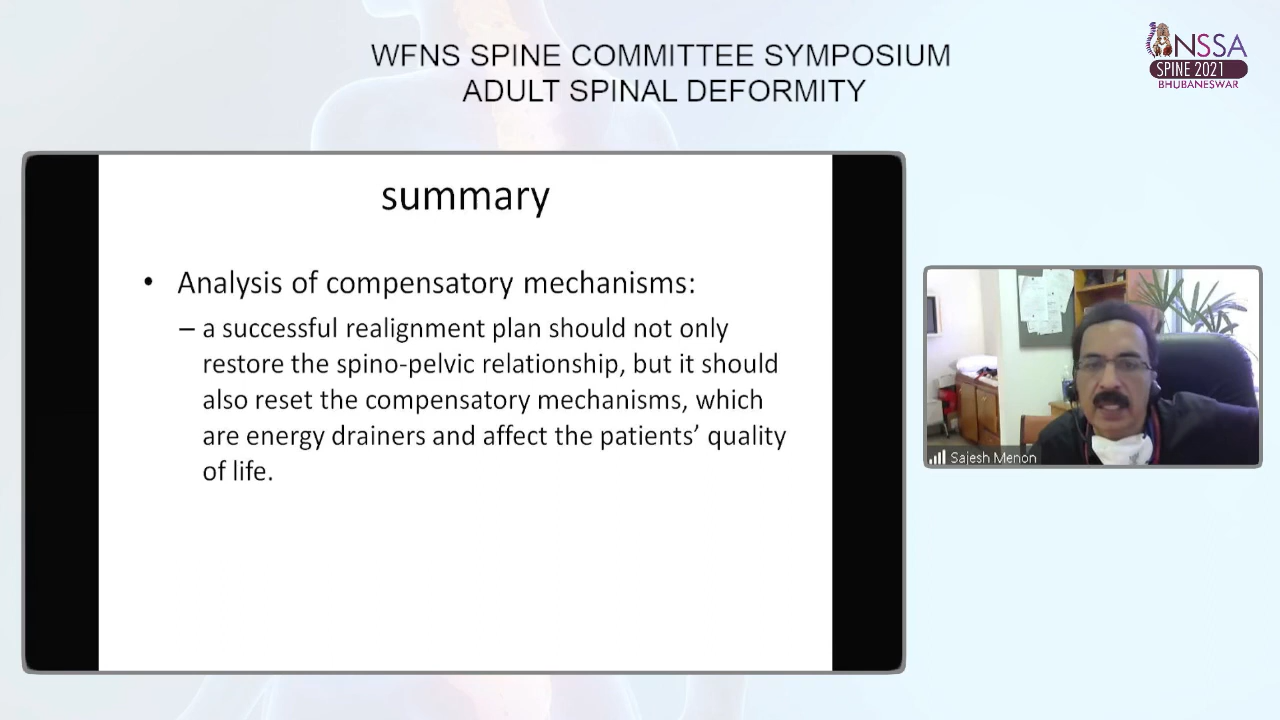 WFNS SPINE COMMITTEE SYMPOSIUM
ADULT SPINAL DEFORMITY
NSSA
SPINE 2021
BHUBANESWAR
summary
• Analysis of compensatory mechanisms:
– a successful realignment plan should not only
restore the spino-pelvic relationship, but it should
also reset the compensatory mechanisms, which
are energy drainers and affect the patients’ quality
of life.
Sajesh Menon